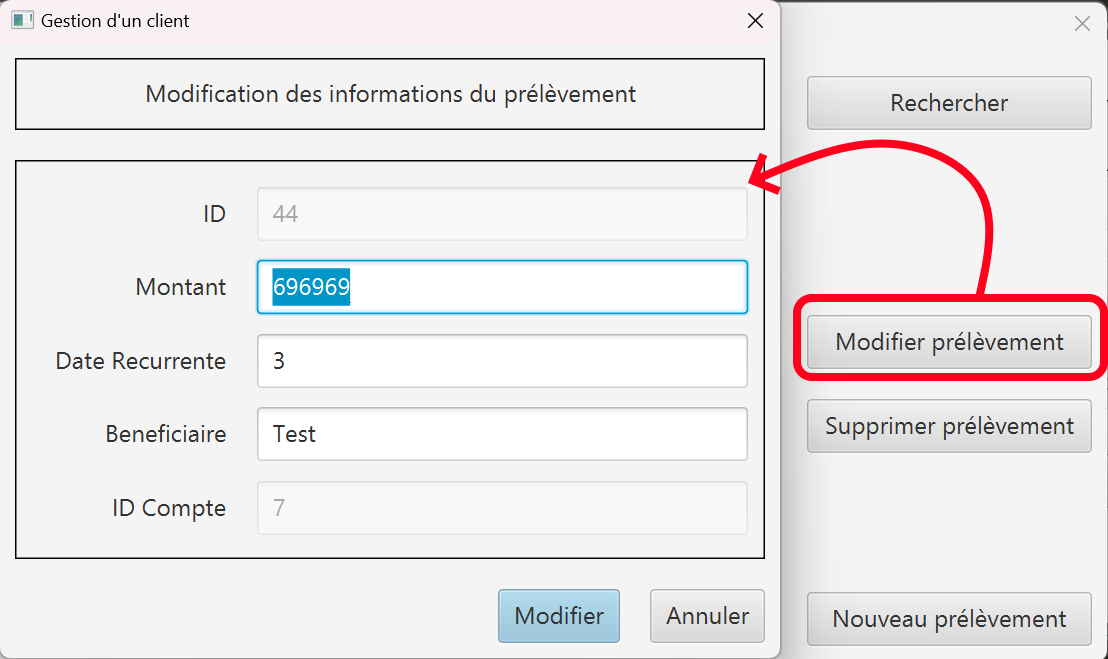 Gestion d'un client
Modification des informations du prélèvement
ID 44
Montant 696969
Date Recurrente 3
Beneficiaire Test
ID Compte 7
Modifier Annuler
Rechercher
Modifier prélèvement
Supprimer prélèvement
Nouveau prélèvement